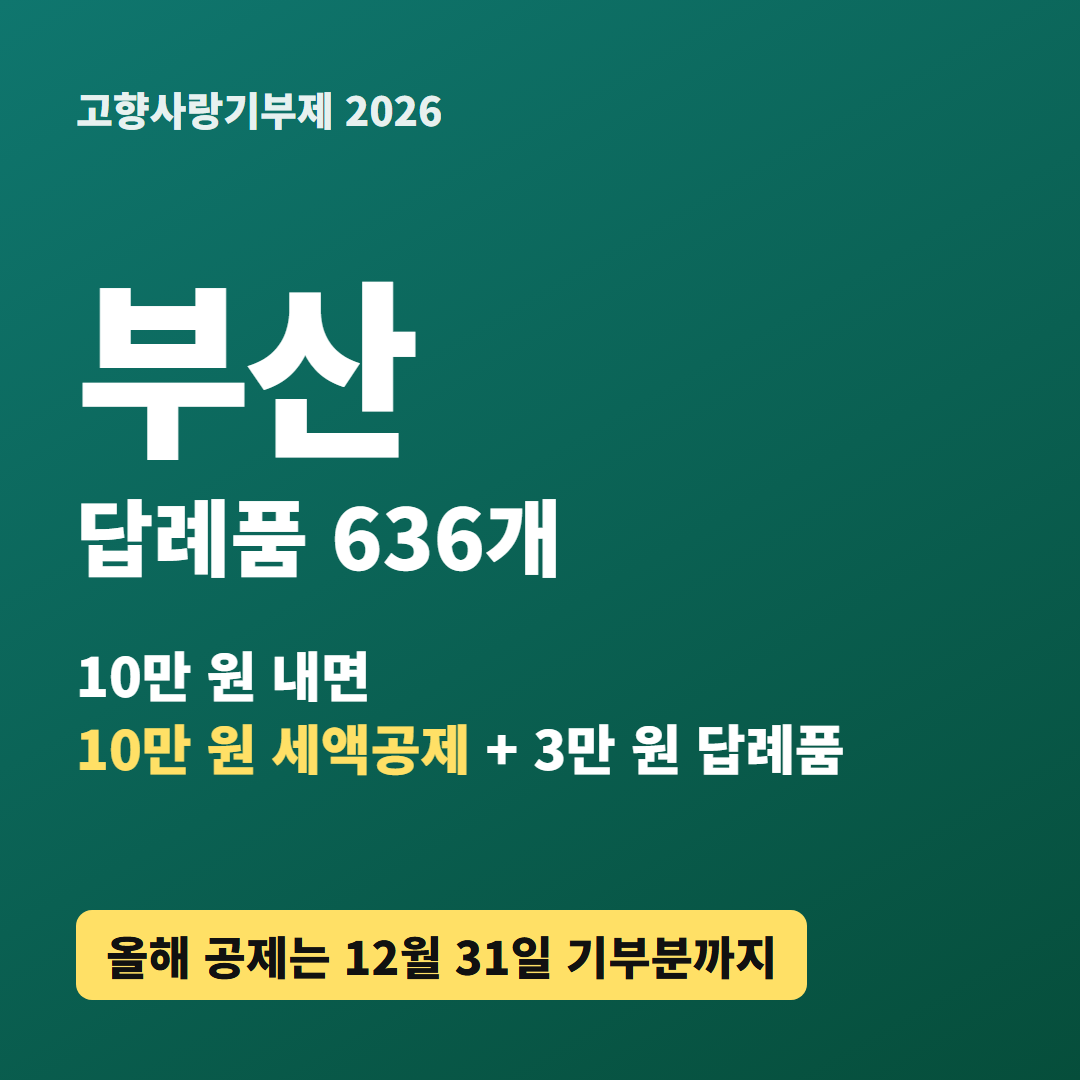 고향사랑기부제 2026
부산
답례품 636개
10만 원 내면
10만 원 세액공제 + 3만 원 답례품
올해 공제는 12월 31일 기부분까지